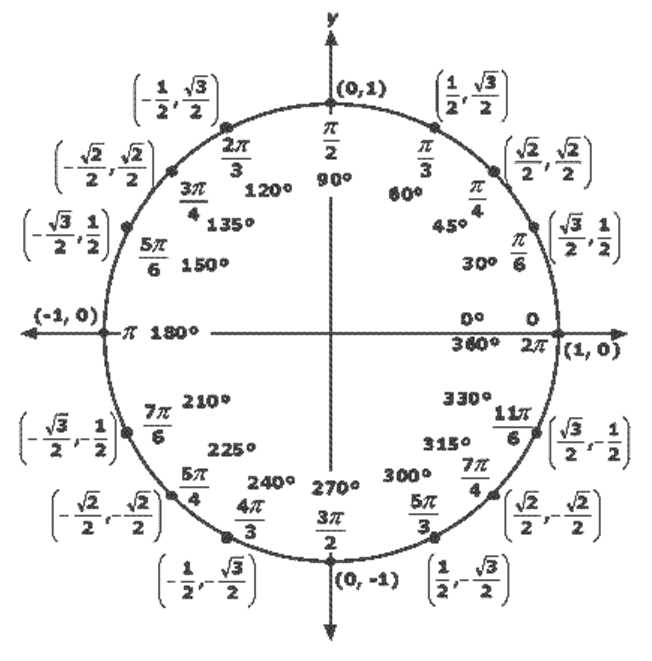 y
(0,1)
(-1/2, √3/2)
(1/2, √3/2)
2π/3
π/2
π/3
(-√2/2, √2/2)
(√2/2, √2/2)
120°
90°
60°
3π/4
π/4
(-√3/2, 1/2)
135°
45°
(√3/2, 1/2)
5π/6
150°
30°
π/6
(-1, 0)
π 180°
0° 0
360° 2π
(1, 0)
210°
330°
7π/6
11π/6
(-√3/2, -1/2)
(√3/2, -1/2)
225°
315°
5π/4
7π/4
240°
270°
300°
(-√2/2, -√2/2)
(√2/2, -√2/2)
4π/3
3π/2
5π/3
(-1/2, -√3/2)
(0, -1)
(1/2, -√3/2)